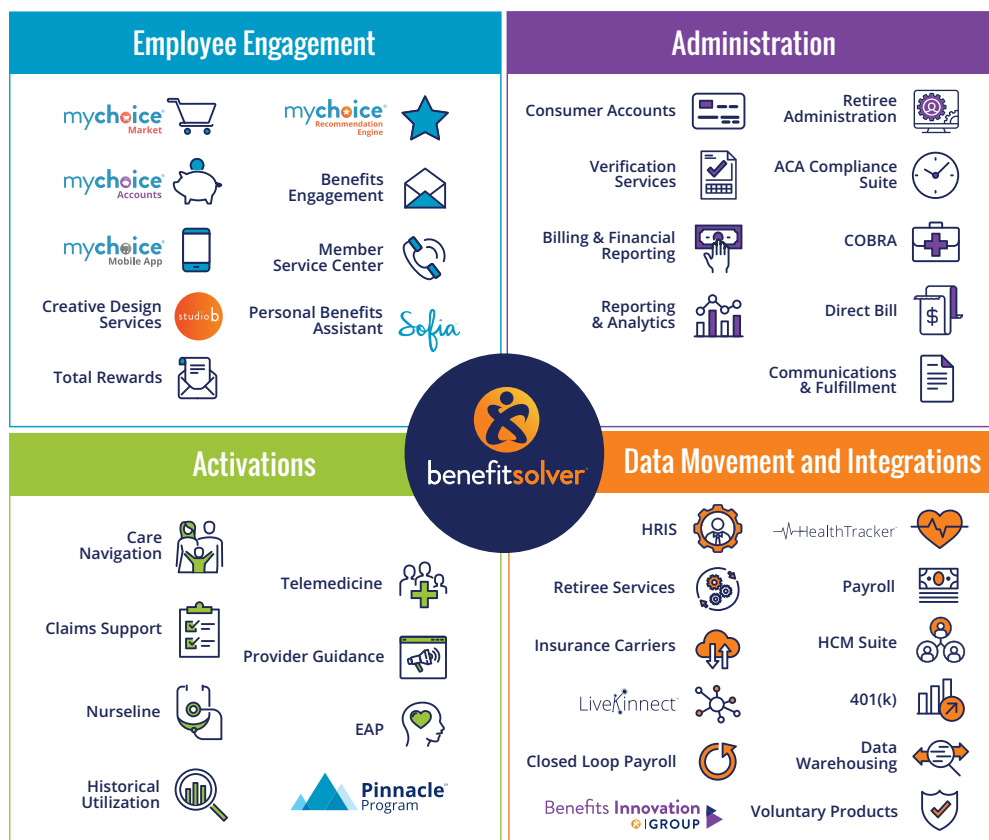 Employee Engagement
mychoice®
Market
mychoice®
Recommendation
Engine
mychoice®
Accounts
Benefits
Engagement
mychoice®
Mobile App
Member
Service Center
Creative Design
Services
studiob
Personal Benefits
Assistant
Sofia
Total Rewards
Administration
Consumer Accounts
Retiree
Administration
Verification
Services
ACA Compliance
Suite
Billing & Financial
Reporting
COBRA
Reporting
& Analytics
Direct Bill
$
Communications
& Fulfillment
benefitsolver
Activations
Care
Navigation
Telemedicine
Claims Support
Provider Guidance
Nurseline
EAP
Historical
Utilization
Pinnacle™
Program
Data Movement and Integrations
HRIS
HealthTracker
Retiree Services
Payroll
Insurance Carriers
HCM Suite
LiveKinnect
401(k)
Closed Loop Payroll
Data
Warehousing
Benefits Innovation
GROUP
Voluntary Products